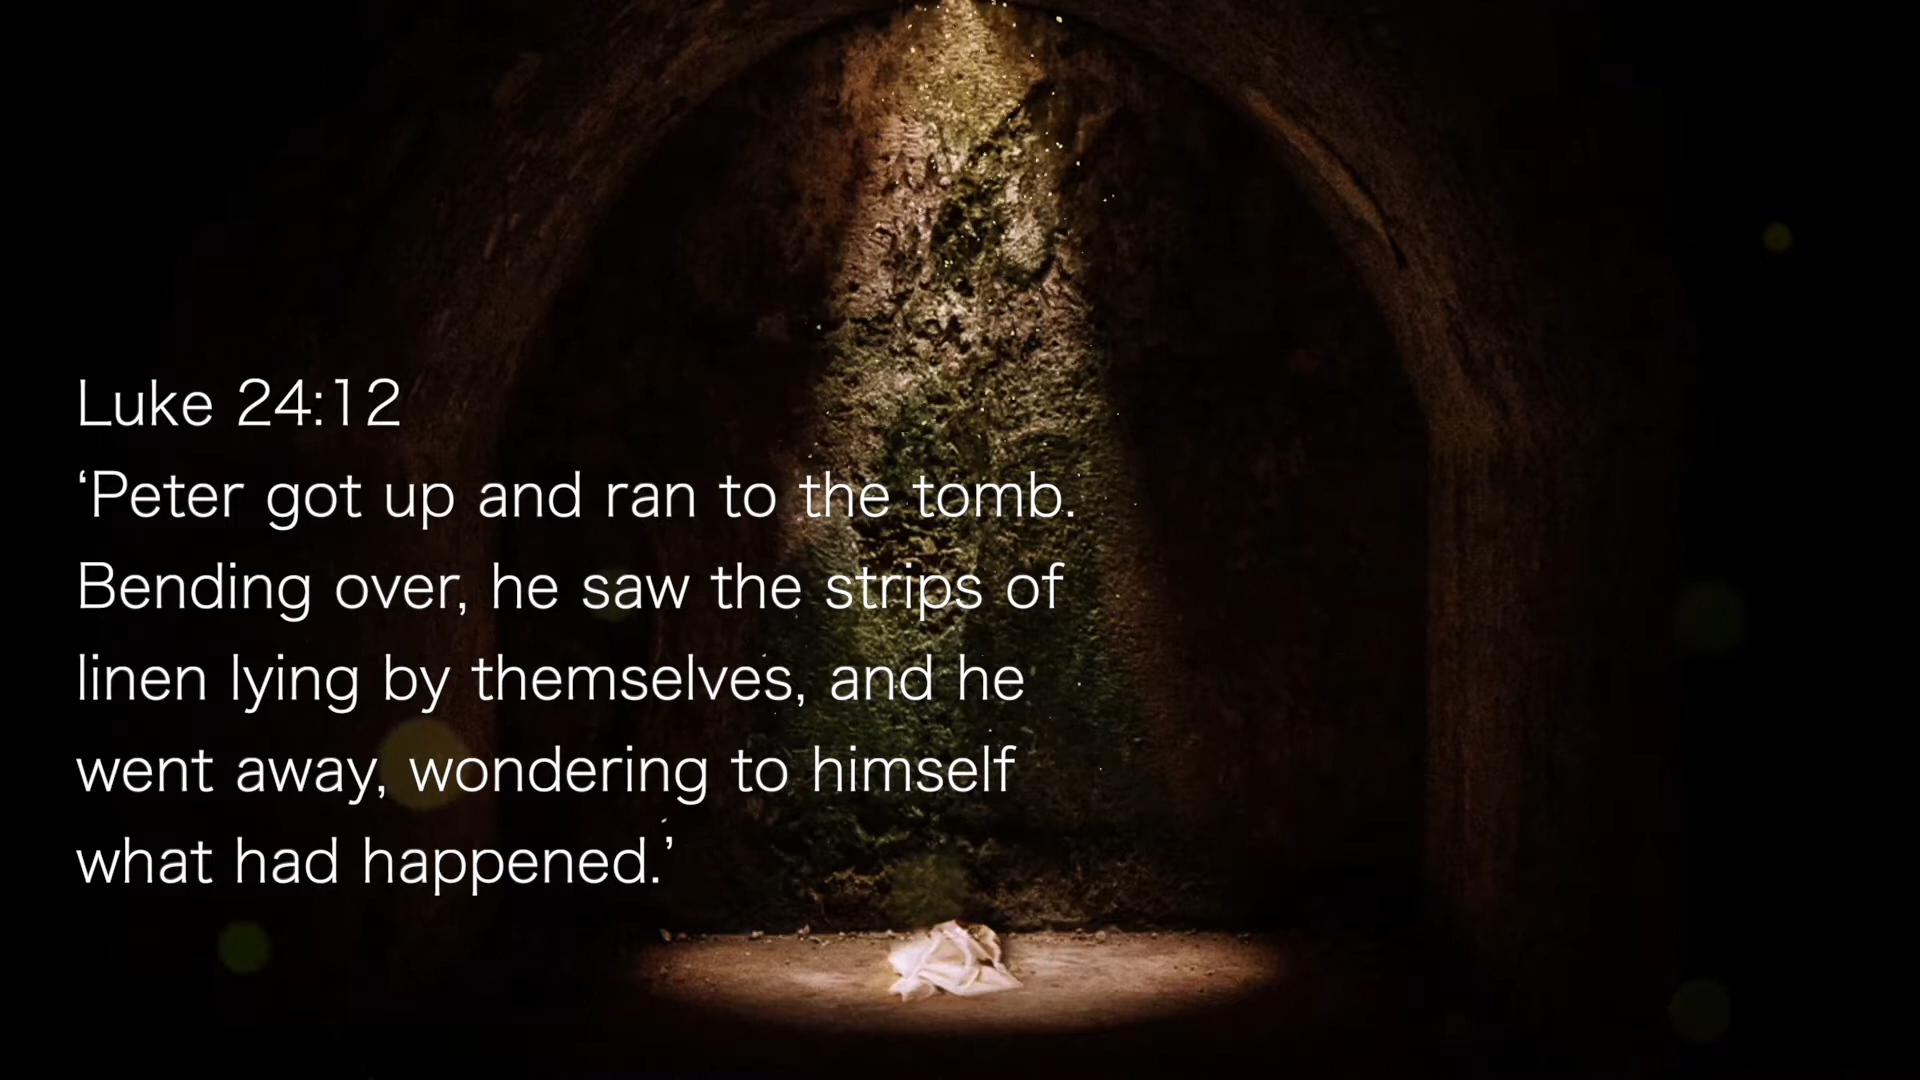 Luke 24:12
‘Peter got up and ran to the tomb.
Bending over, he saw the strips of
linen lying by themselves, and he
went away, wondering to himself
what had happened.’